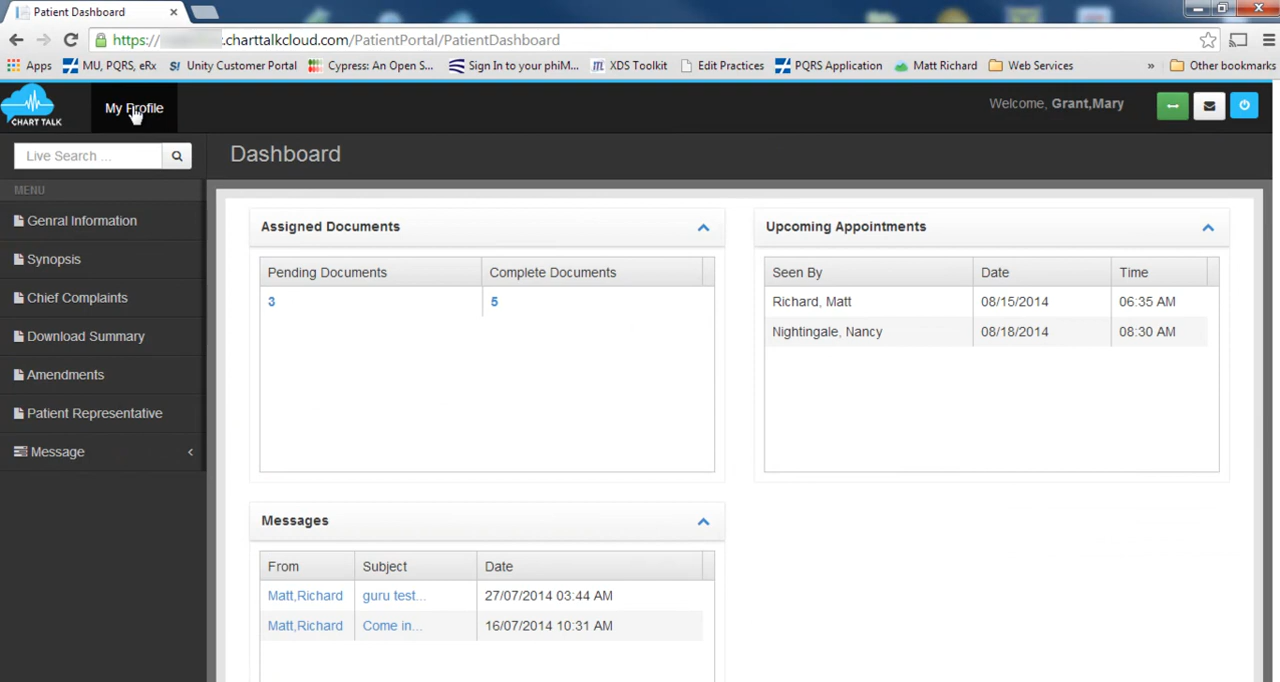 Patient Dashboard
https:// .charttalkcloud.com/PatientPortal/PatientDashboard
Apps MU, PQRS, eRx Unity Customer Portal Cypress: An Open S... Sign In to your phiM... XDS Toolkit Edit Practices PQRS Application Matt Richard Web Services » Other bookmarks
CHART TALK
My Profile
Welcome, Grant,Mary
Live Search ...
Dashboard
MENU
Genral Information
Synopsis
Chief Complaints
Download Summary
Amendments
Patient Representative
Message
Assigned Documents
Pending Documents Complete Documents
3 5
Upcoming Appointments
Seen By Date Time
Richard, Matt 08/15/2014 06:35 AM
Nightingale, Nancy 08/18/2014 08:30 AM
Messages
From Subject Date
Matt,Richard guru test... 27/07/2014 03:44 AM
Matt,Richard Come in... 16/07/2014 10:31 AM